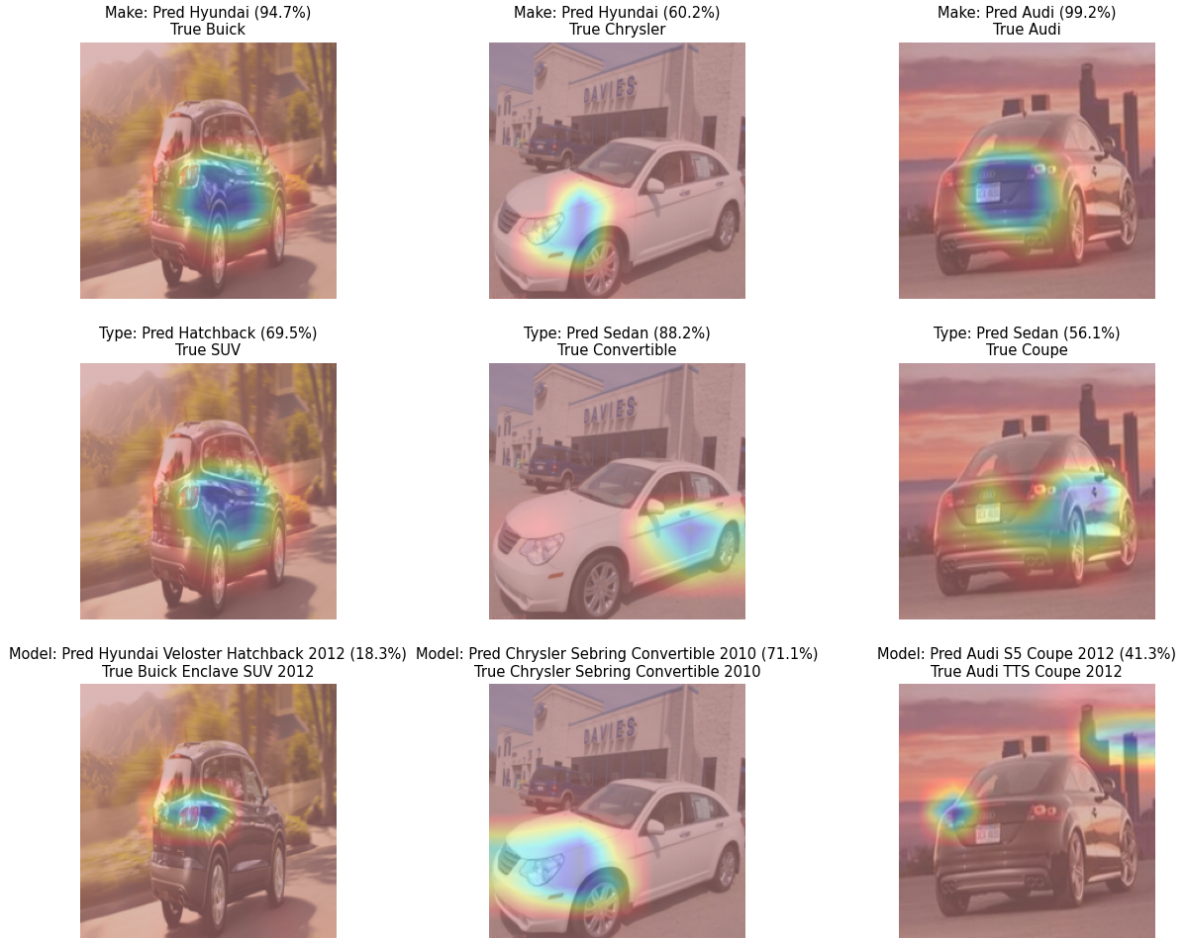 Make: Pred Hyundai (94.7%)
True Buick
Make: Pred Hyundai (60.2%)
True Chrysler
Make: Pred Audi (99.2%)
True Audi
DAVIES
Type: Pred Hatchback (69.5%)
True SUV
Type: Pred Sedan (88.2%)
True Convertible
Type: Pred Sedan (56.1%)
True Coupe
DAVIES
Model: Pred Hyundai Veloster Hatchback 2012 (18.3%)
True Buick Enclave SUV 2012
Model: Pred Chrysler Sebring Convertible 2010 (71.1%)
True Chrysler Sebring Convertible 2010
Model: Pred Audi S5 Coupe 2012 (41.3%)
True Audi TTS Coupe 2012
DAVIES